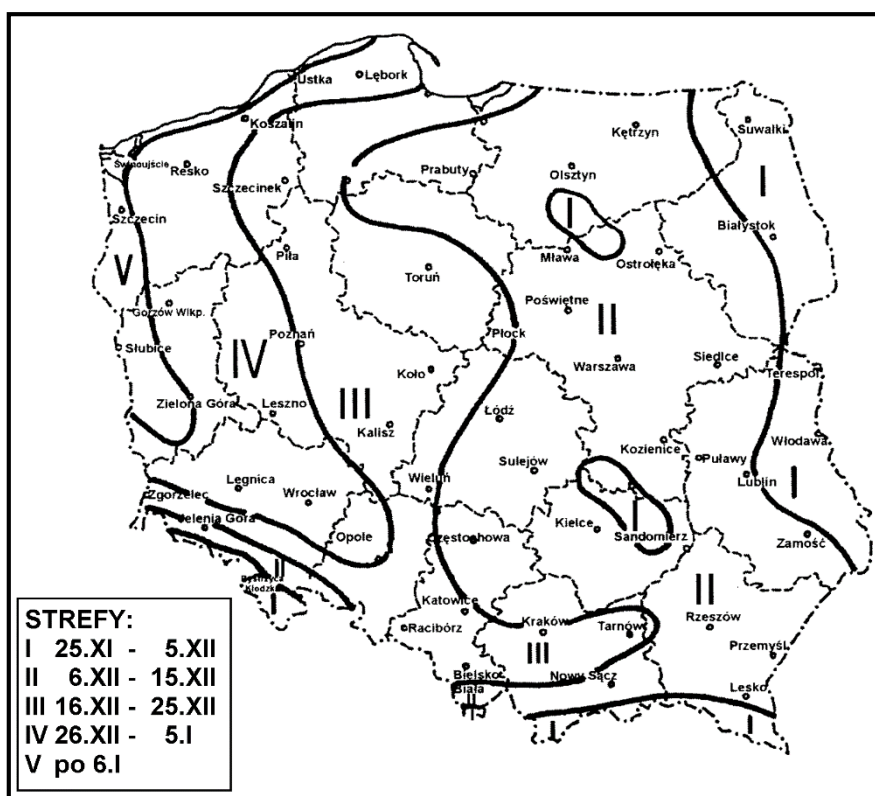 Ustka
Lębork
Koszalin
Kętrzyn
Suwałki
Świnoujście
Resko
Prabuty
Olsztyn
I
Szczecinek
I
Szczecin
Białystok
V
Piła
Mława
Ostrołęka
Toruń
Gorzów Wlkp.
Poświętne
II
Płock
Słubice
Poznań
IV
Warszawa
Siedlce
Terespol
Koło
Zielona Góra
Leszno
III
Łódź
Kalisz
Kozienice
Włodawa
Sulejów
Puławy
Lublin
Legnica
Wieluń
I
Zgorzelec
Wrocław
I
Jelenia Góra
Kielce
Sandomierz
Opole
Częstochowa
Zamość
II
Bystrzyca
Kłodzka
II
I
Katowice
Kraków
Tarnów
Rzeszów
Racibórz
III
Przemyśl
Bielsko
Biała
Nowy Sącz
Lesko
II
I
I
STREFY:
I 25.XI - 5.XII
II 6.XII - 15.XII
III 16.XII - 25.XII
IV 26.XII - 5.I
V po 6.I